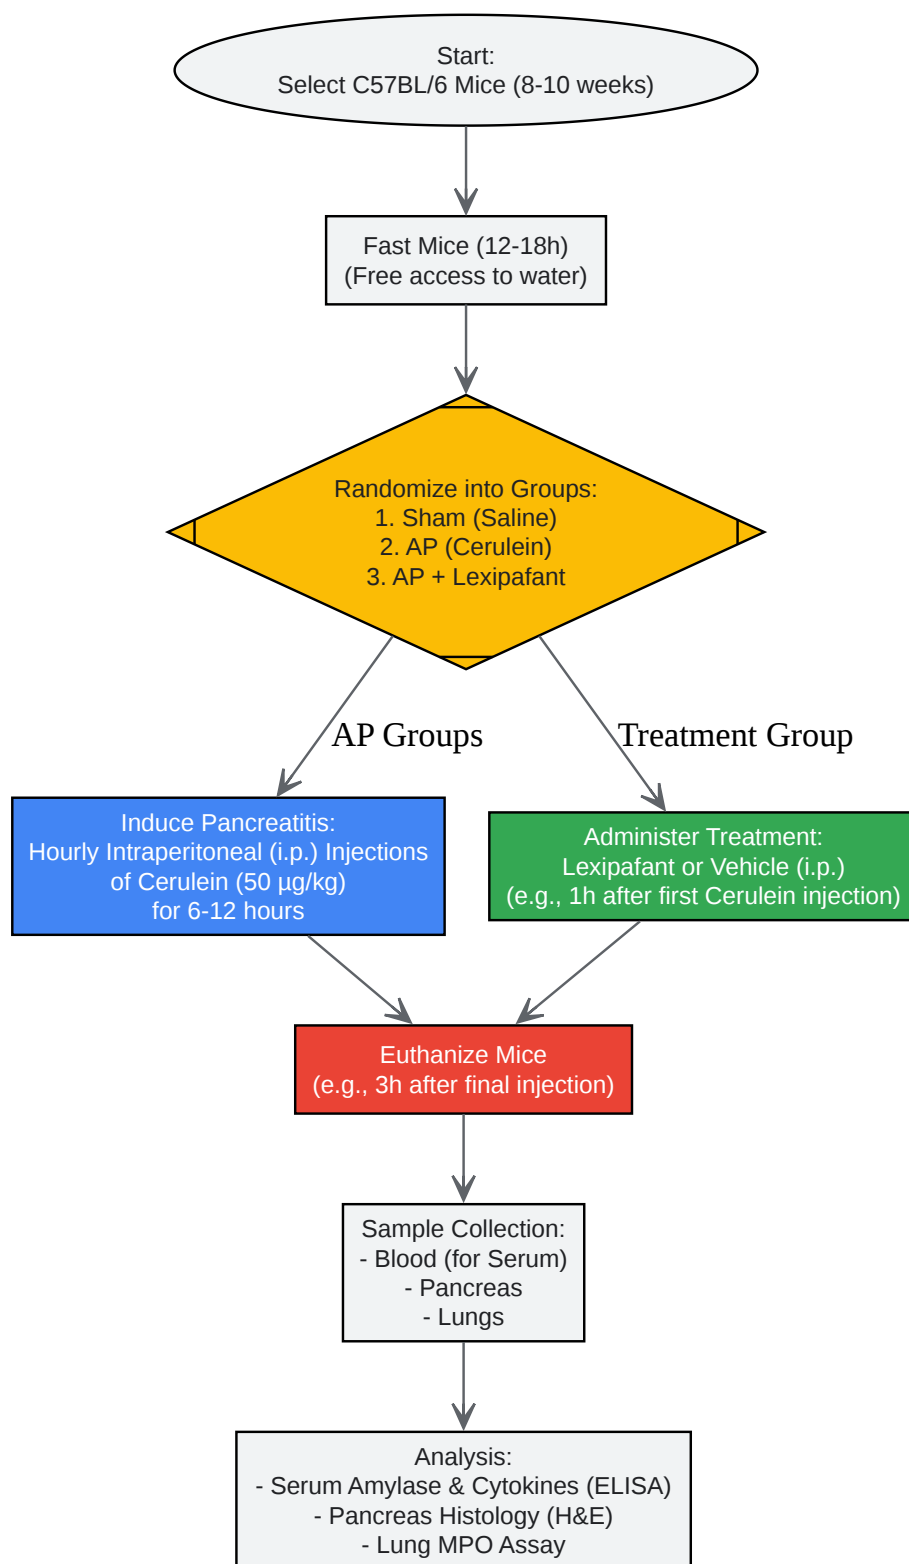 Start:
Select C57BL/6 Mice (8-10 weeks)
Fast Mice (12-18h)
(Free access to water)
Randomize into Groups:
1. Sham (Saline)
2. AP (Cerulein)
3. AP + Lexipafant
AP Groups
Treatment Group
Induce Pancreatitis:
Hourly Intraperitoneal (i.p.) Injections
of Cerulein (50 µg/kg)
for 6-12 hours
Administer Treatment:
Lexipafant or Vehicle (i.p.)
(e.g., 1h after first Cerulein injection)
Euthanize Mice
(e.g., 3h after final injection)
Sample Collection:
- Blood (for Serum)
- Pancreas
- Lungs
Analysis:
- Serum Amylase & Cytokines (ELISA)
- Pancreas Histology (H&E)
- Lung MPO Assay